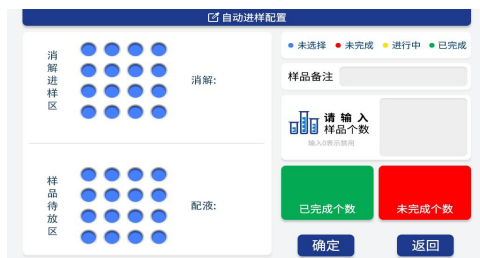 自动进样配置
消解进样区
消解:
样品待放区
配液:
未选择 未完成 进行中 已完成
样品备注
请 输 入
样品个数
输入0表示禁用
已完成个数
未完成个数
确定
返回